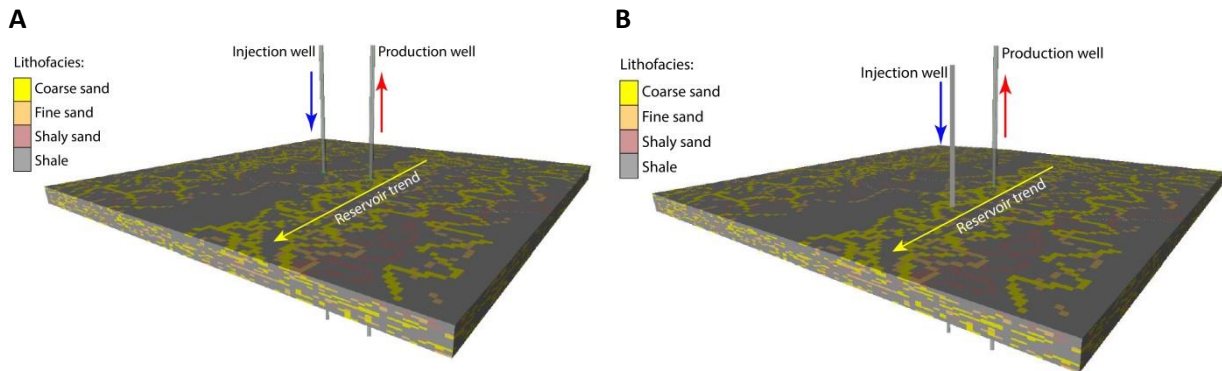 A
Injection well
Production well
Lithofacies:
Coarse sand
Fine sand
Shaly sand
Shale
Reservoir trend
B
Production well
Injection well
Lithofacies:
Coarse sand
Fine sand
Shaly sand
Shale
Reservoir trend